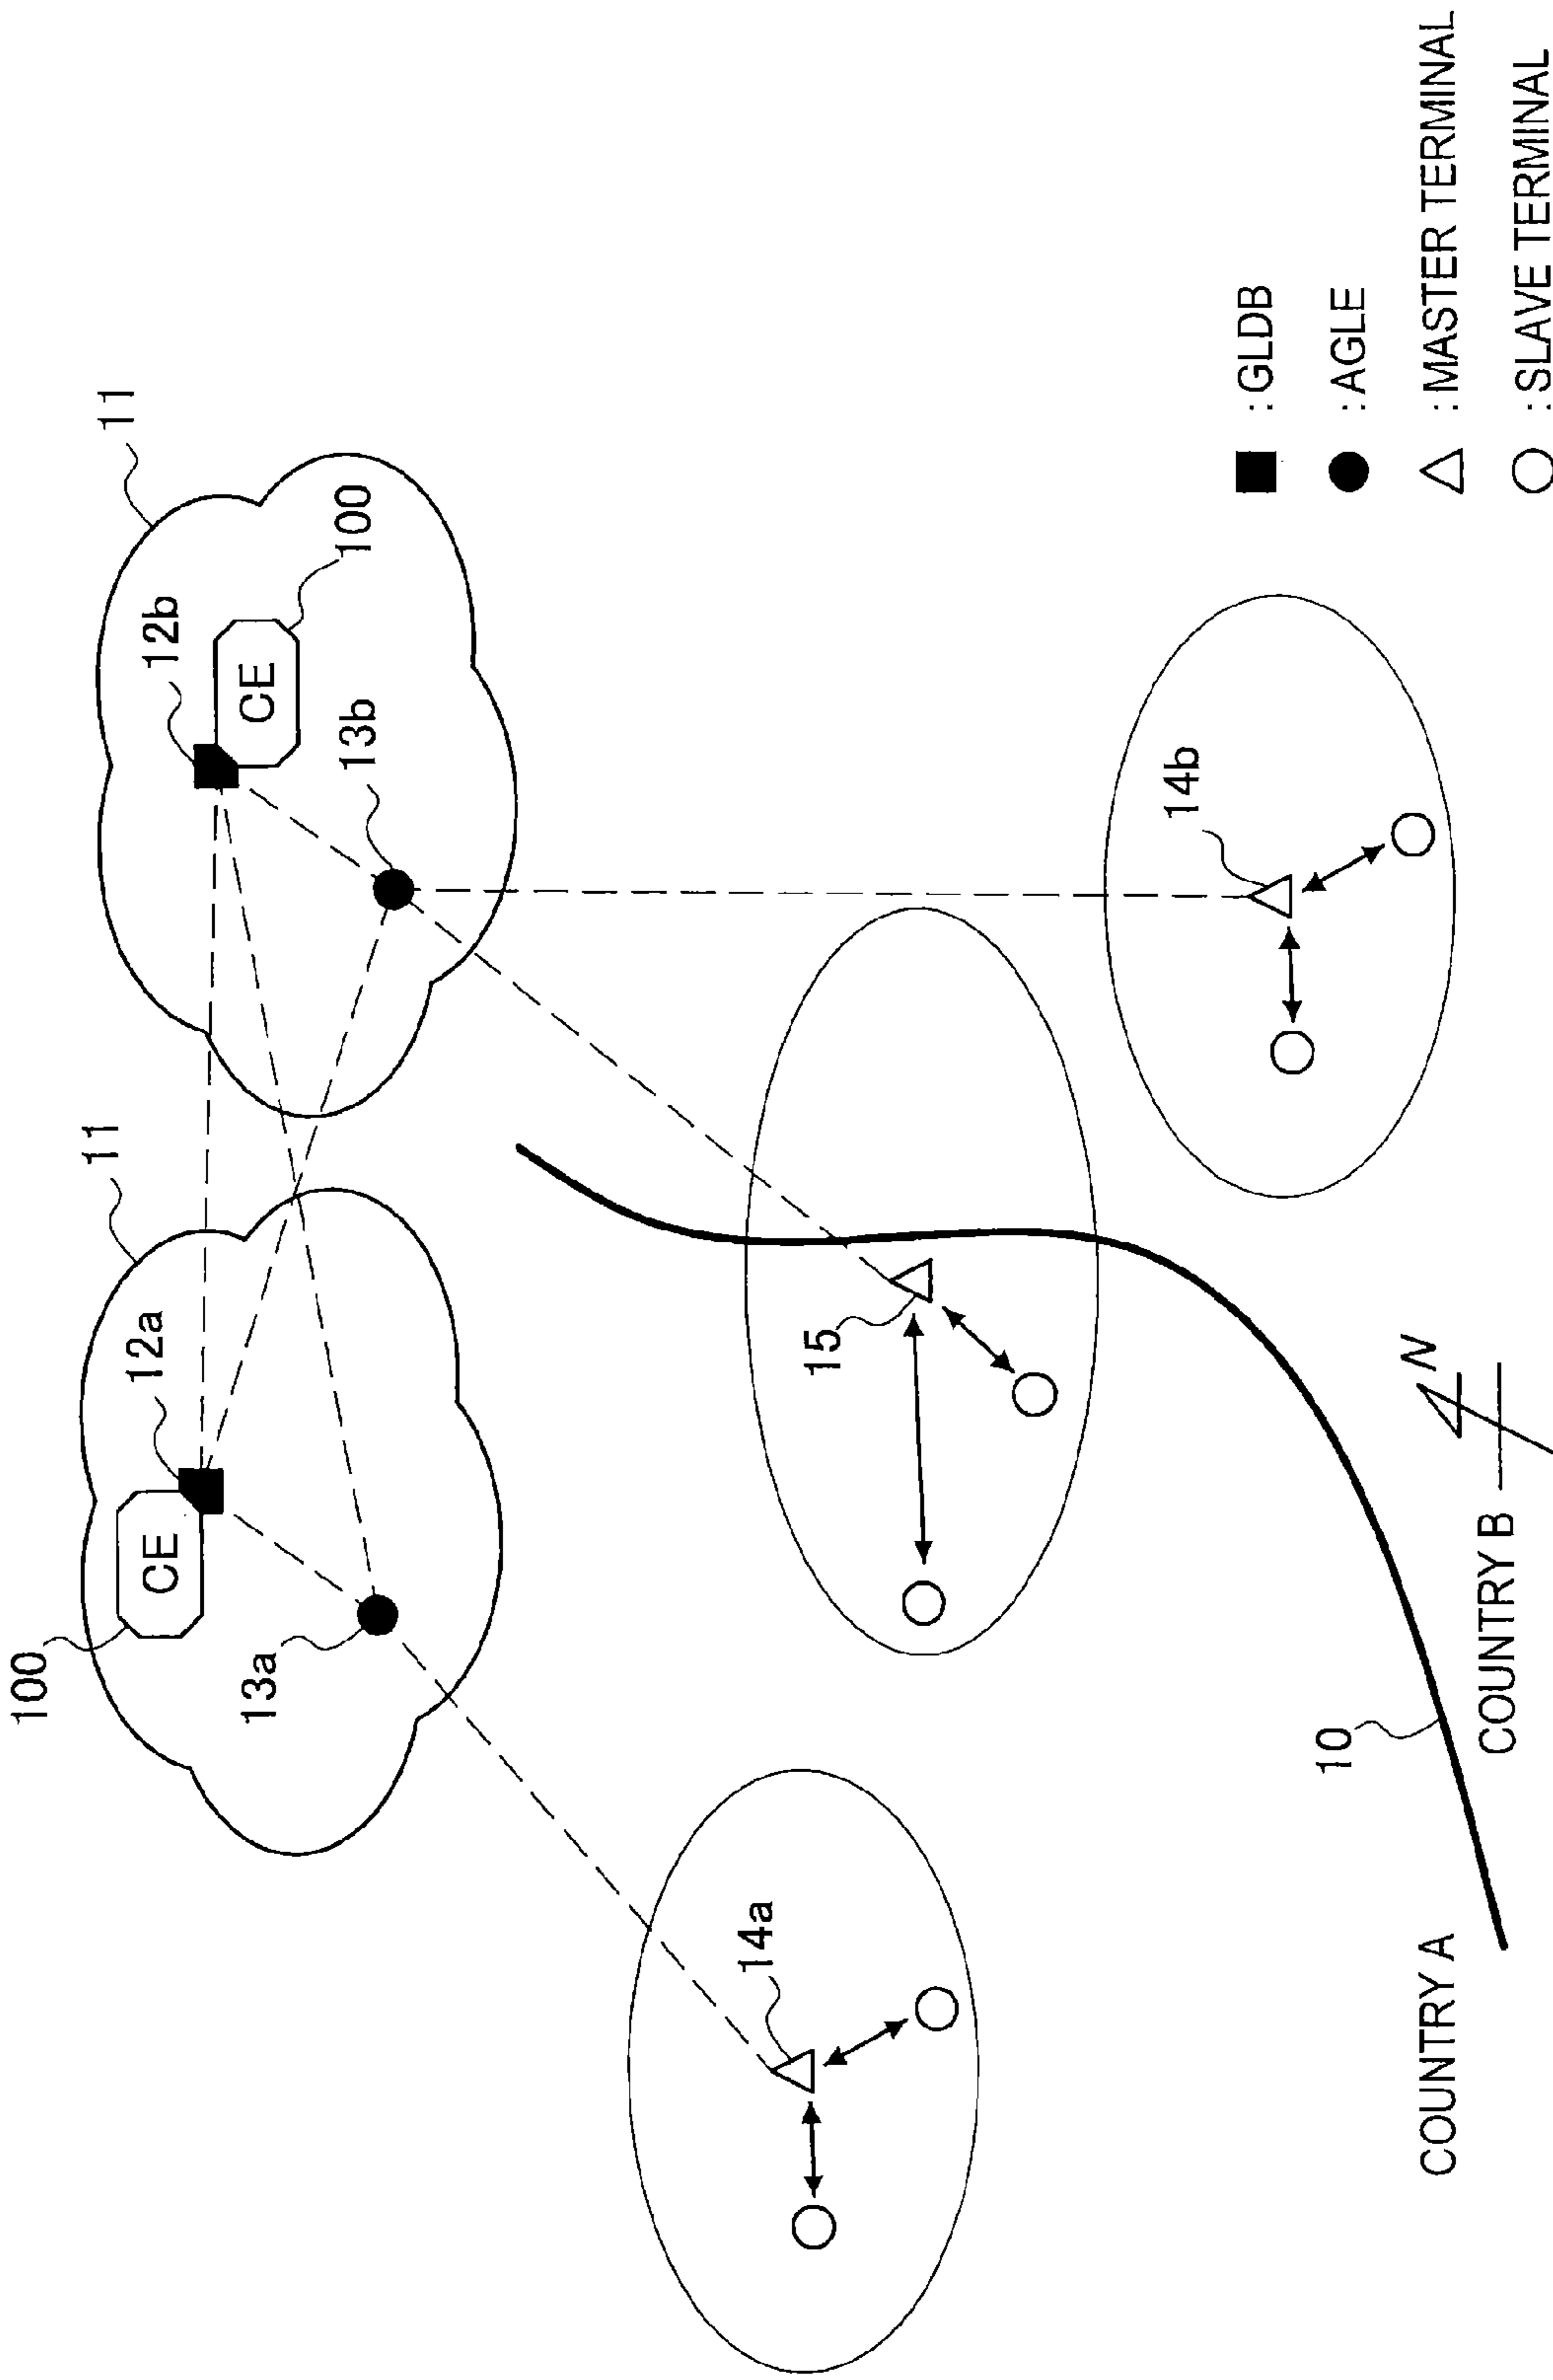 100
CE
12a
11
13a
12b
11
CE
100
13b
14a
15
14b
10
COUNTRY A
COUNTRY B
N
: GLDB
: AGLE
: MASTER TERMINAL
: SLAVE TERMINAL